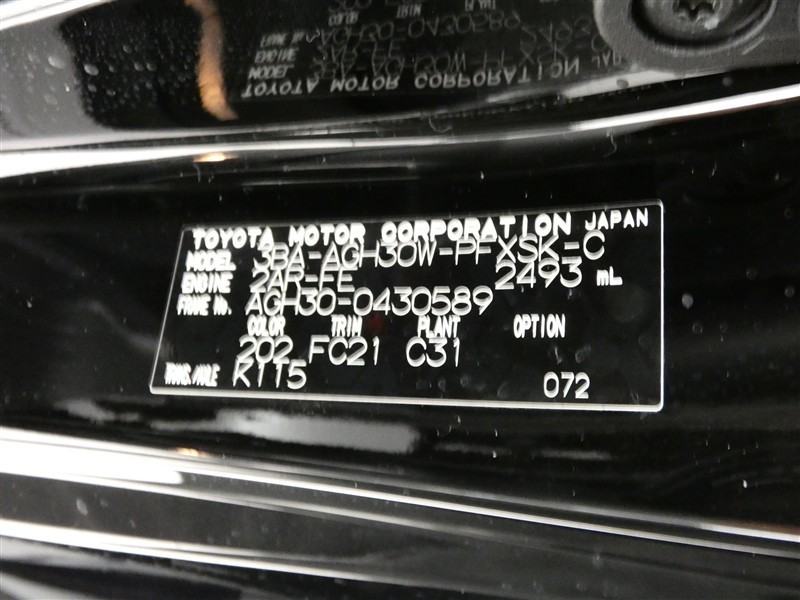 TOYOTA MOTOR CORPORATION JAPAN
MODEL 3BA-AGH30W-PFXSK-C
ENGINE 2AR-FE 2493 mL
FRAME No. AGH30-0430589
COLOR TRIM PLANT OPTION
202 FC21 C31
TRANS./AXLE K115 072